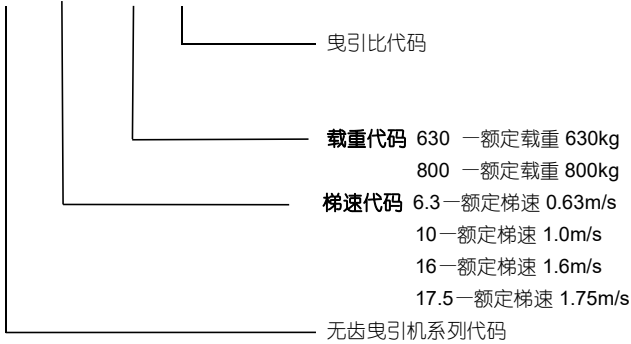 曳引比代码
载重代码 630 一额定载重 630kg
800 一额定载重 800kg
梯速代码 6.3一额定梯速 0.63m/s
10一额定梯速 1.0m/s
16一额定梯速 1.6m/s
17.5一额定梯速 1.75m/s
无齿曳引机系列代码